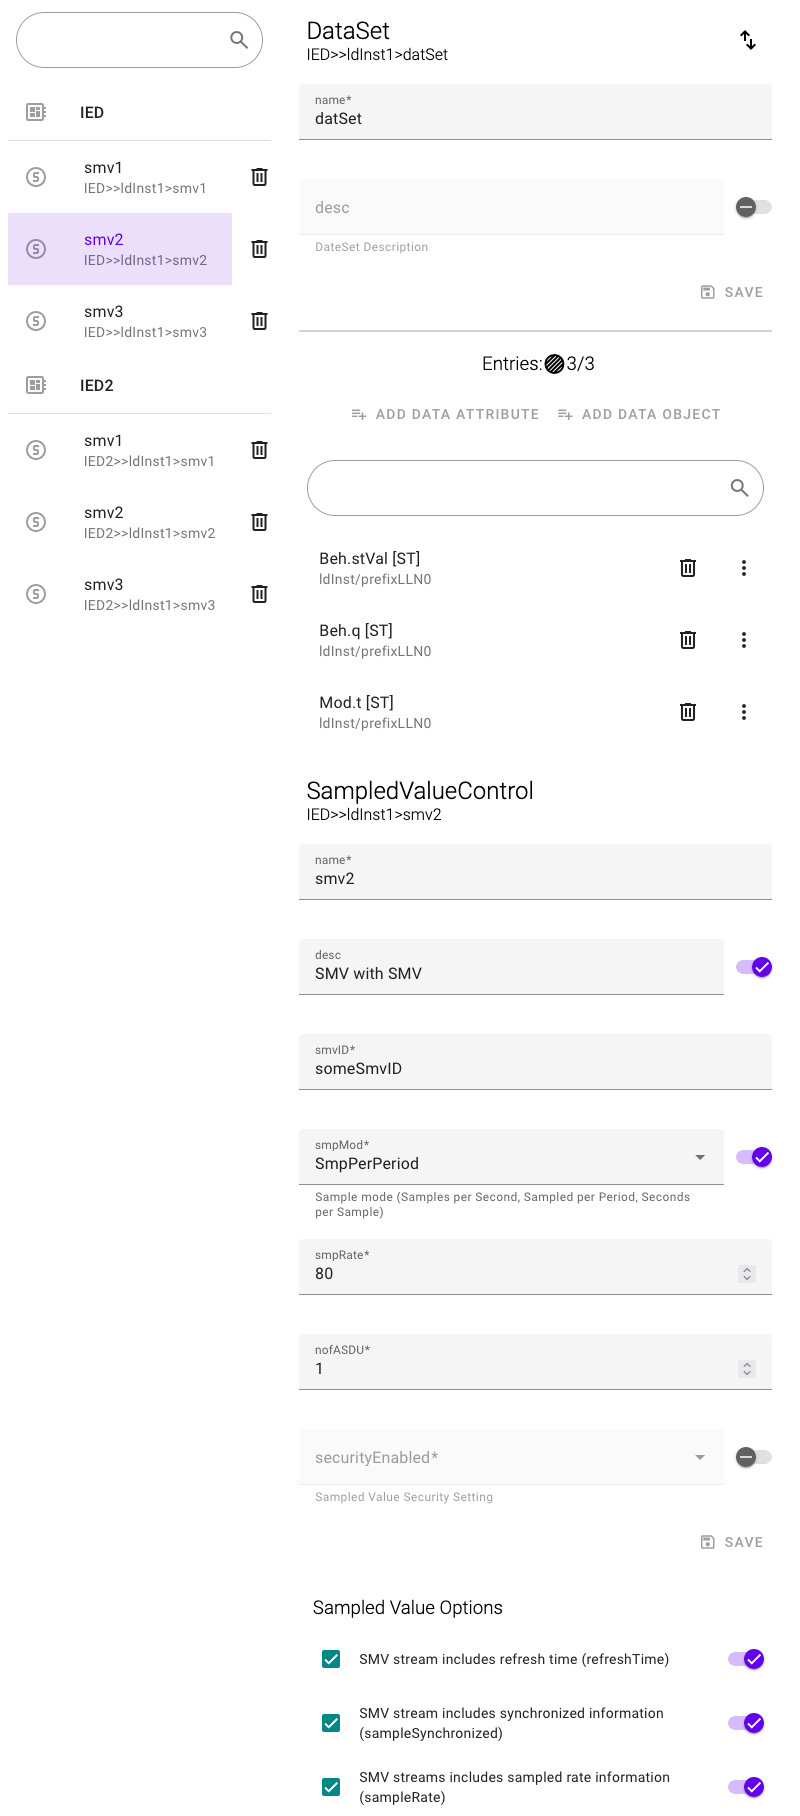 IED
smv1
IED>>ldInst1>smv1
smv2
IED>>ldInst1>smv2
smv3
IED>>ldInst1>smv3
IED2
smv1
IED2>>ldInst1>smv1
smv2
IED2>>ldInst1>smv2
smv3
IED2>>ldInst1>smv3
DataSet
IED>>ldInst1>datSet
name*
datSet
desc
DateSet Description
SAVE
Entries: 3/3
ADD DATA ATTRIBUTE ADD DATA OBJECT
Beh.stVal [ST]
ldInst/prefixLLN0
Beh.q [ST]
ldInst/prefixLLN0
Mod.t [ST]
ldInst/prefixLLN0
SampledValueControl
IED>>ldInst1>smv2
name*
smv2
desc
SMV with SMV
smvID*
someSmvID
smpMod*
SmpPerPeriod
Sample mode (Samples per Second, Sampled per Period, Seconds
per Sample)
smpRate*
80
nofASDU*
1
securityEnabled*
Sampled Value Security Setting
SAVE
Sampled Value Options
SMV stream includes refresh time (refreshTime)
SMV stream includes synchronized information
(sampleSynchronized)
SMV streams includes sampled rate information
(sampleRate)